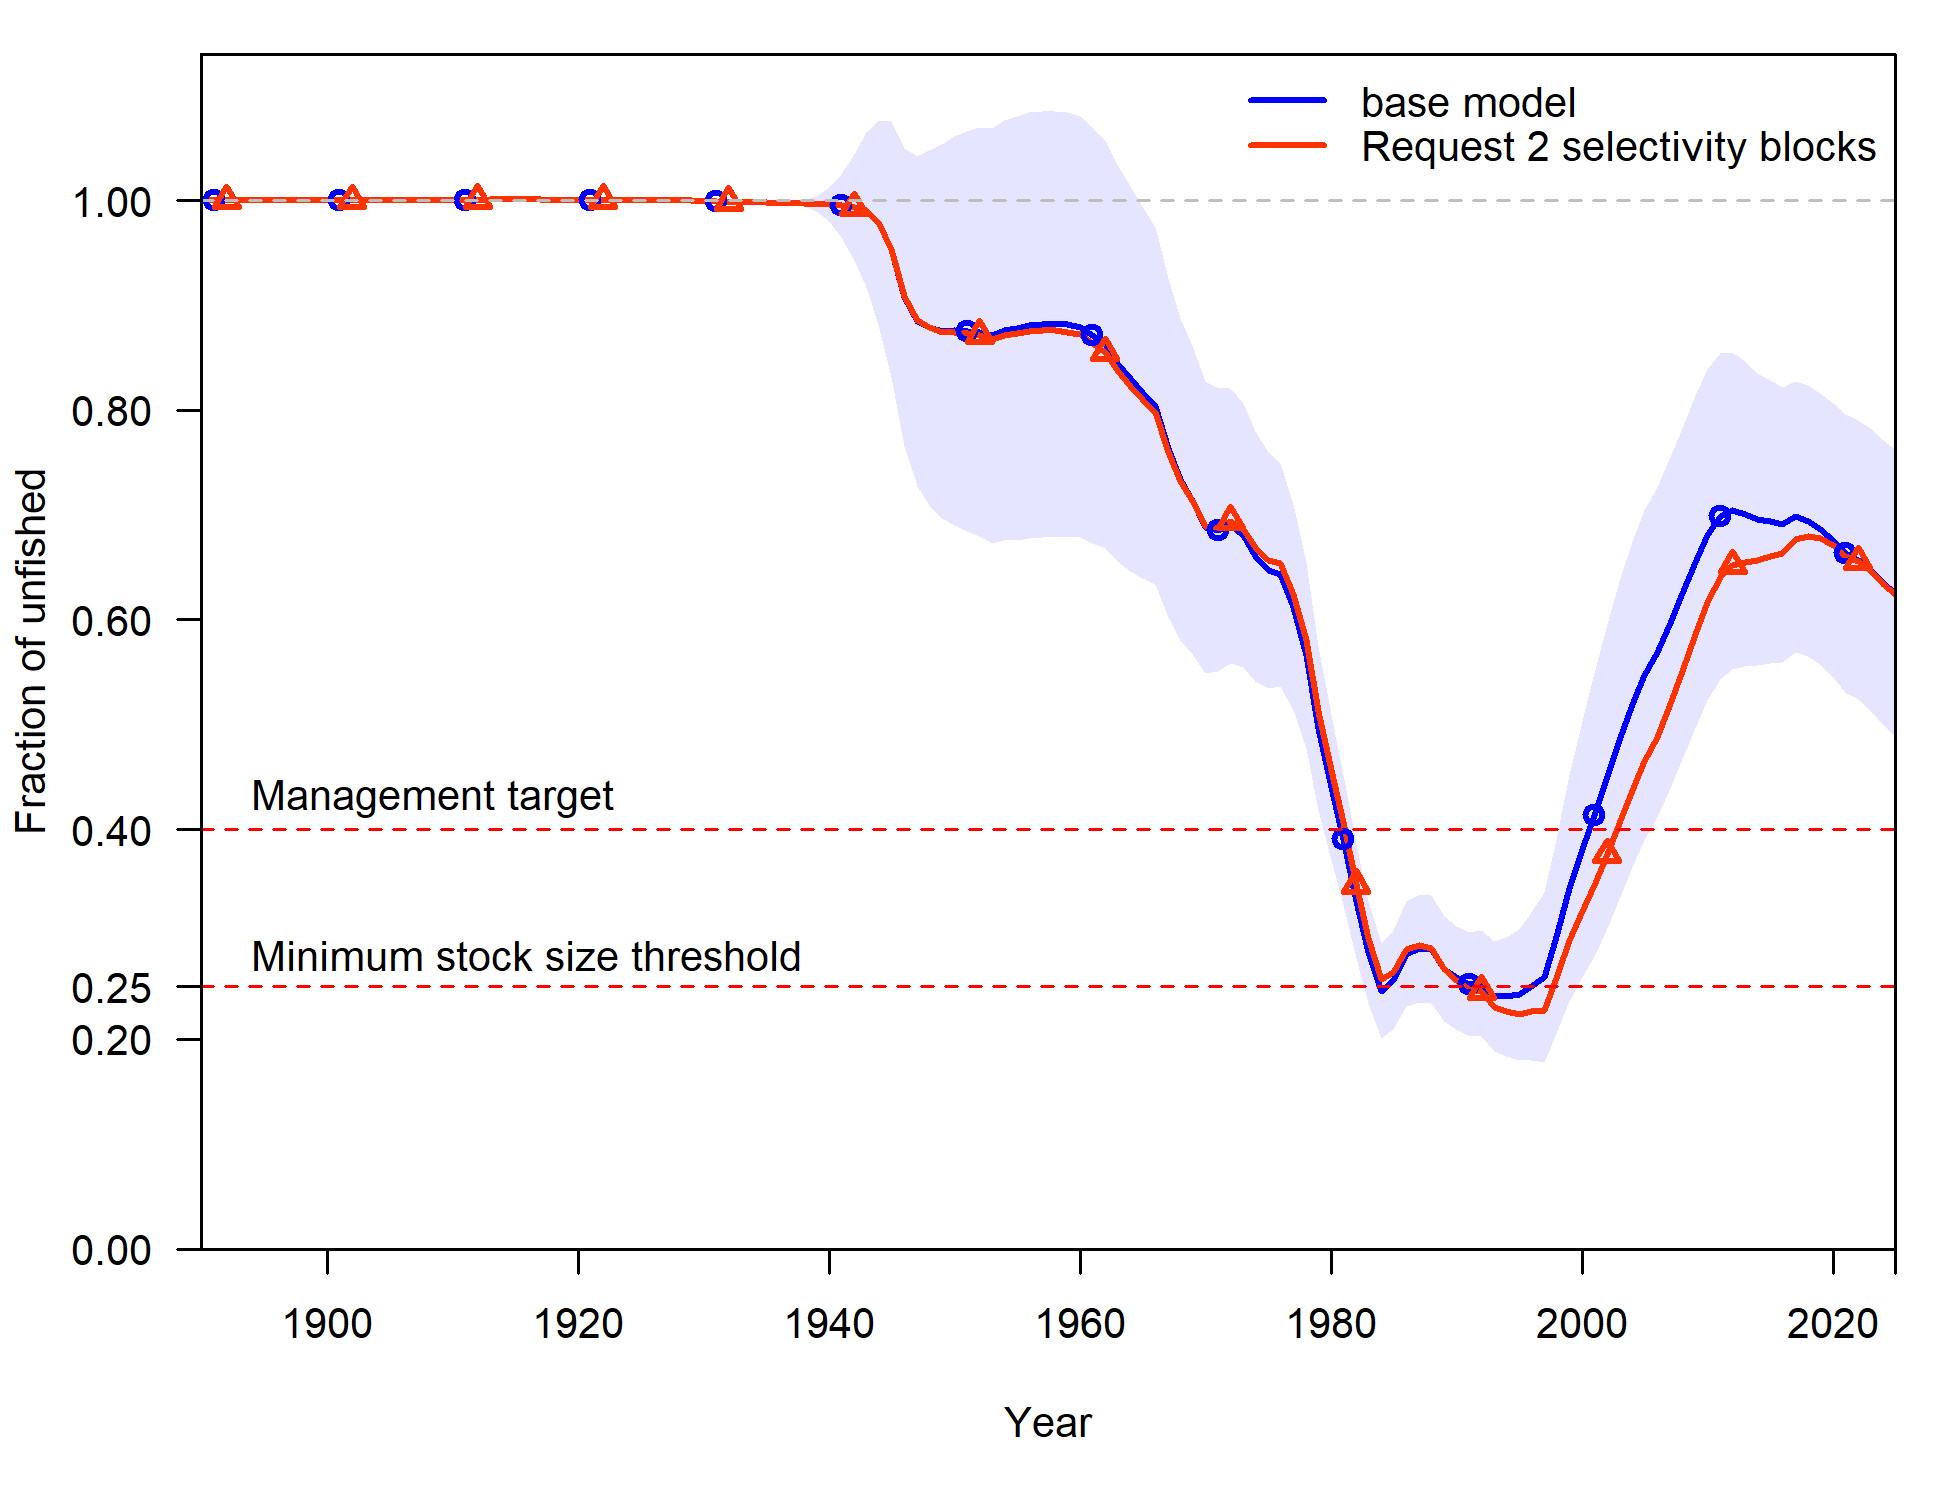 base model
Request 2 selectivity blocks
1.00
0.80
0.60
0.40
0.25
0.20
0.00
Fraction of unfished
Management target
Minimum stock size threshold
1900
1920
1940
1960
1980
2000
2020
Year